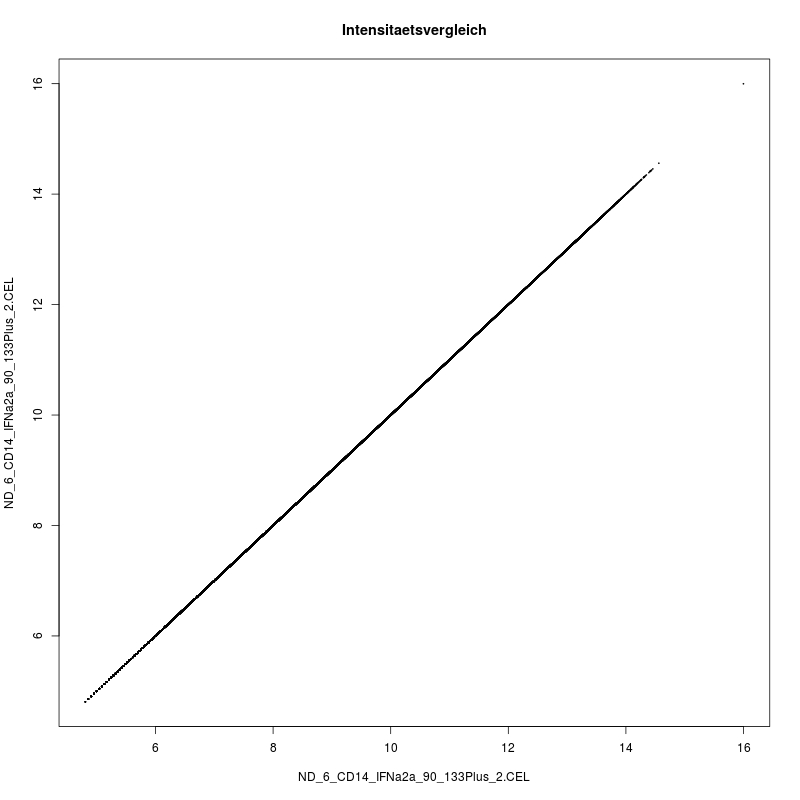 Intensitaetsvergleich
ND_6_CD14_IFNa2a_90_133Plus_2.CEL
16
14
12
10
8
6
6 8 10 12 14 16
ND_6_CD14_IFNa2a_90_133Plus_2.CEL